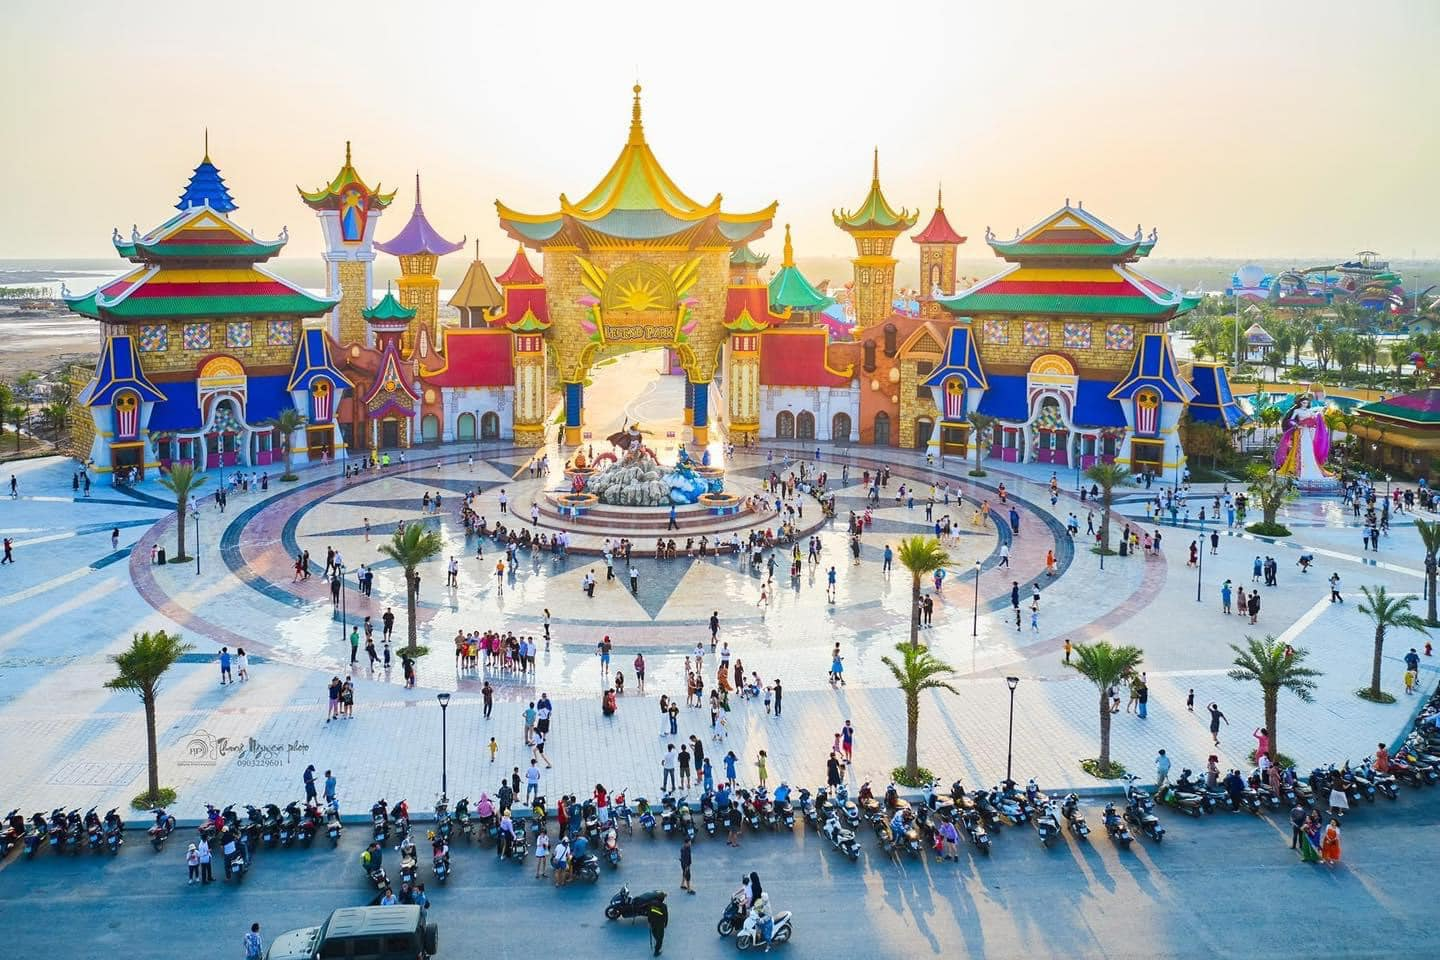 LEGEND PARK
Thang Nguyen photo
0903229601